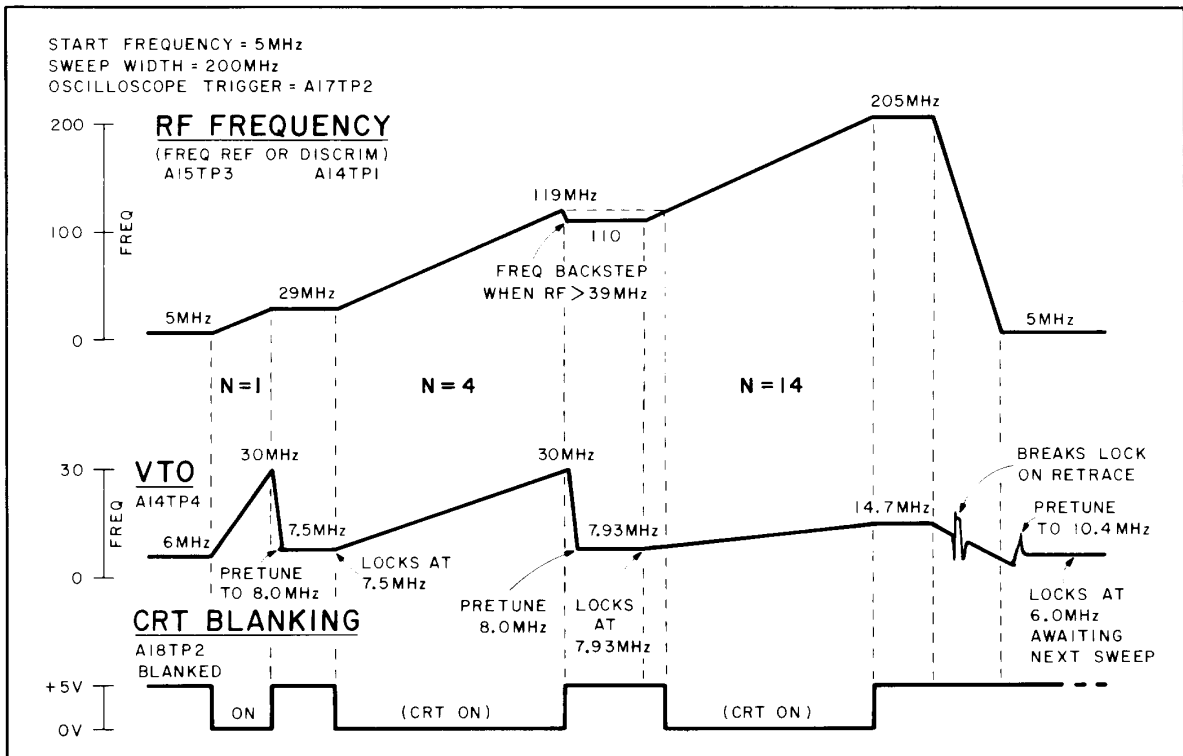 START FREQUENCY = 5MHz
SWEEP WIDTH = 200MHz
OSCILLOSCOPE TRIGGER = A17TP2
RF FREQUENCY
(FREQ REF OR DISCRIM)
A15TP3 A14TP1
200
100
0
FREQ
5MHz
29MHz
119MHz
110
FREQ BACKSTEP
WHEN RF > 39MHz
205MHz
5MHz
N=1
N=4
N=14
VTO
A14TP4
30
0
FREQ
6MHz
30MHz
7.5MHz
PRETUNE
TO 8.0MHz
LOCKS AT
7.5MHz
30MHz
7.93MHz
PRETUNE
8.0MHz
LOCKS
AT
7.93MHz
14.7MHz
BREAKS LOCK
ON RETRACE
PRETUNE
TO 10.4MHz
LOCKS AT
6.0MHz
AWAITING
NEXT SWEEP
CRT BLANKING
A18TP2
BLANKED
+5V
0V
ON
(CRT ON)
(CRT ON)